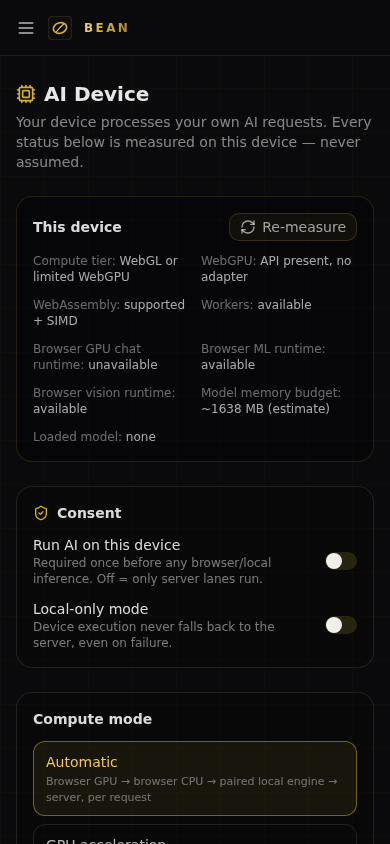 BEAN
AI Device
Your device processes your own AI requests. Every
status below is measured on this device — never
assumed.
This device
Re-measure
Compute tier: WebGL or
limited WebGPU
WebGPU: API present, no
adapter
WebAssembly: supported
+ SIMD
Workers: available
Browser GPU chat
runtime: unavailable
Browser ML runtime:
available
Browser vision runtime:
available
Model memory budget:
~1638 MB (estimate)
Loaded model: none
Consent
Run AI on this device
Required once before any browser/local
inference. Off = only server lanes run.
Local-only mode
Device execution never falls back to the
server, even on failure.
Compute mode
Automatic
Browser GPU → browser CPU → paired local engine →
server, per request
GPU acceleration